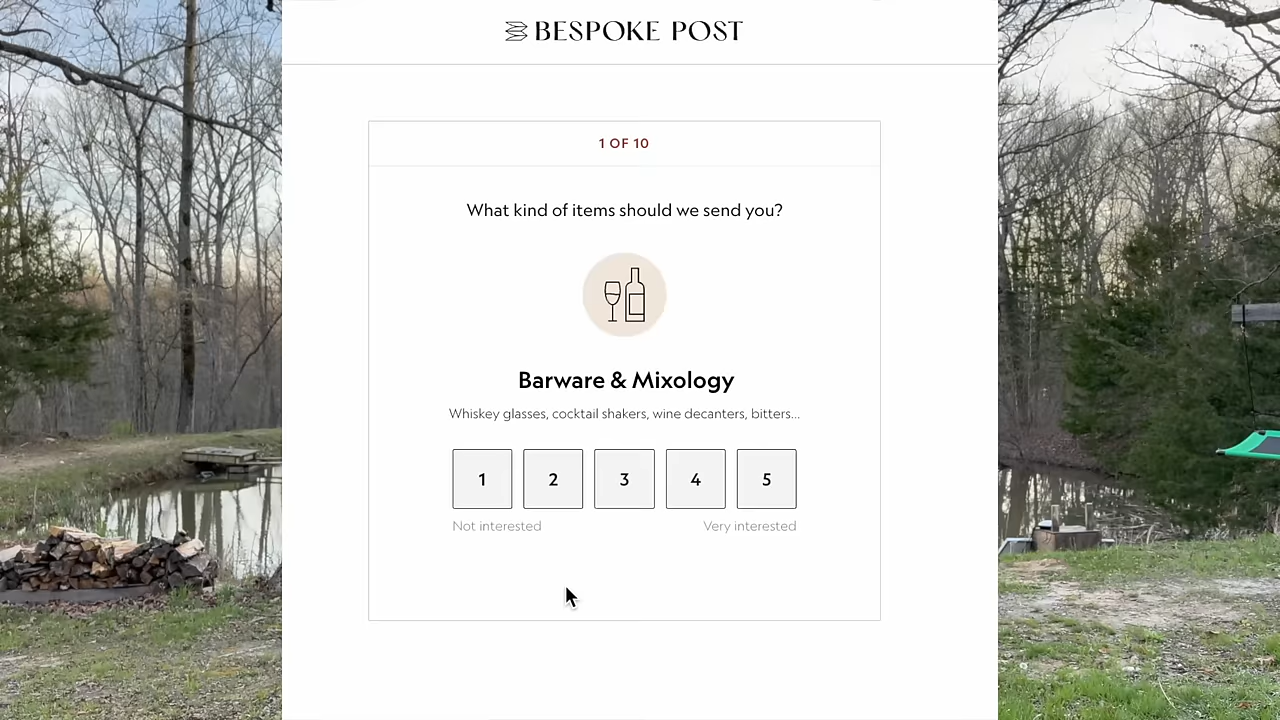 BESPOKE POST
1 OF 10
What kind of items should we send you?
Barware & Mixology
Whiskey glasses, cocktail shakers, wine decanters, bitters...
1 2 3 4 5
Not interested Very interested